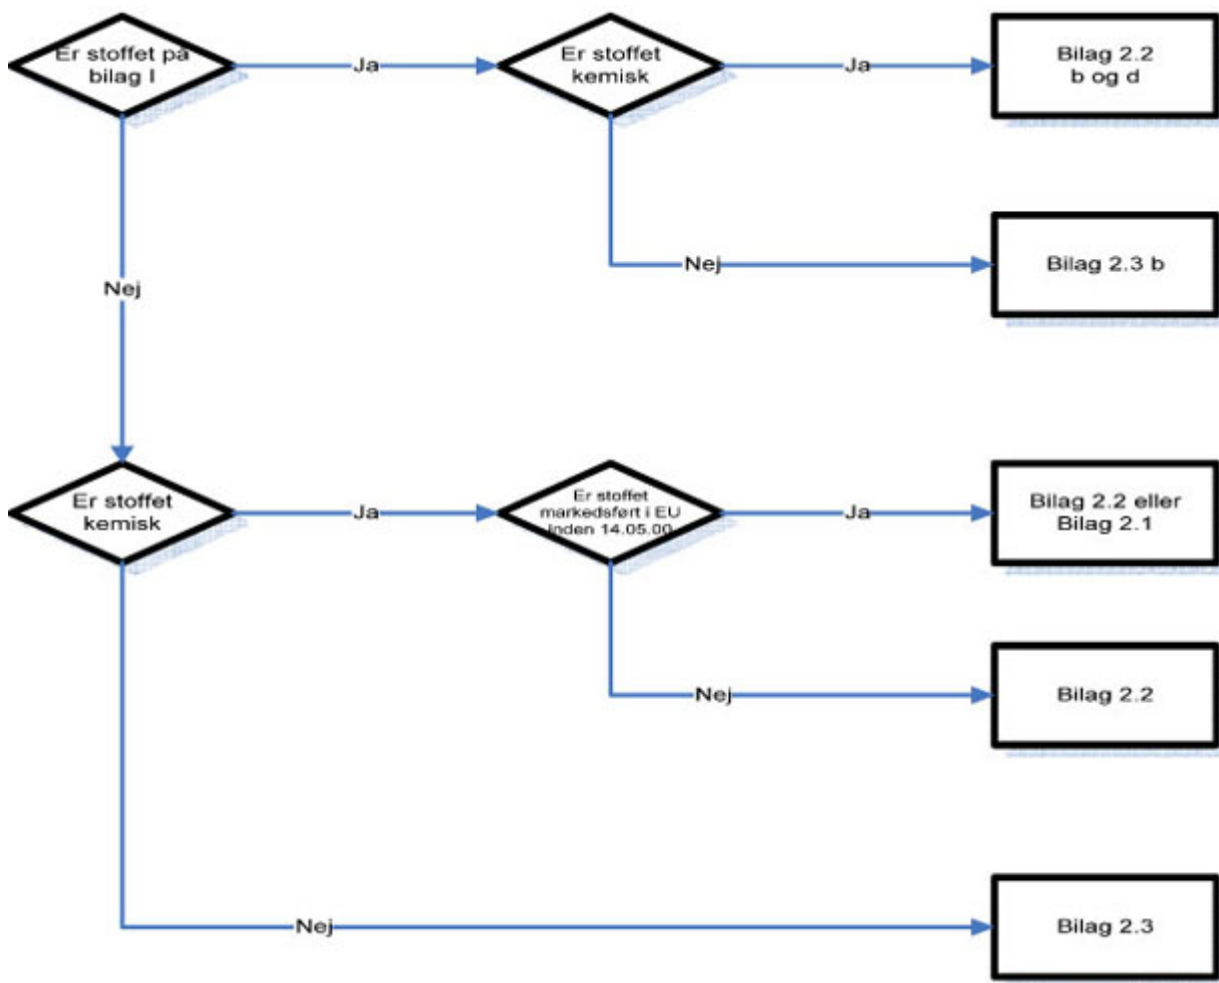 Er stoffet på
bilag I
Ja
Er stoffet
kemisk
Ja
Bilag 2.2
b og d
Nej
Bilag 2.3 b
Nej
Er stoffet
kemisk
Ja
Er stoffet
markedsført i EU
inden 14.05.00
Ja
Bilag 2.2 eller
Bilag 2.1
Nej
Bilag 2.2
Nej
Bilag 2.3